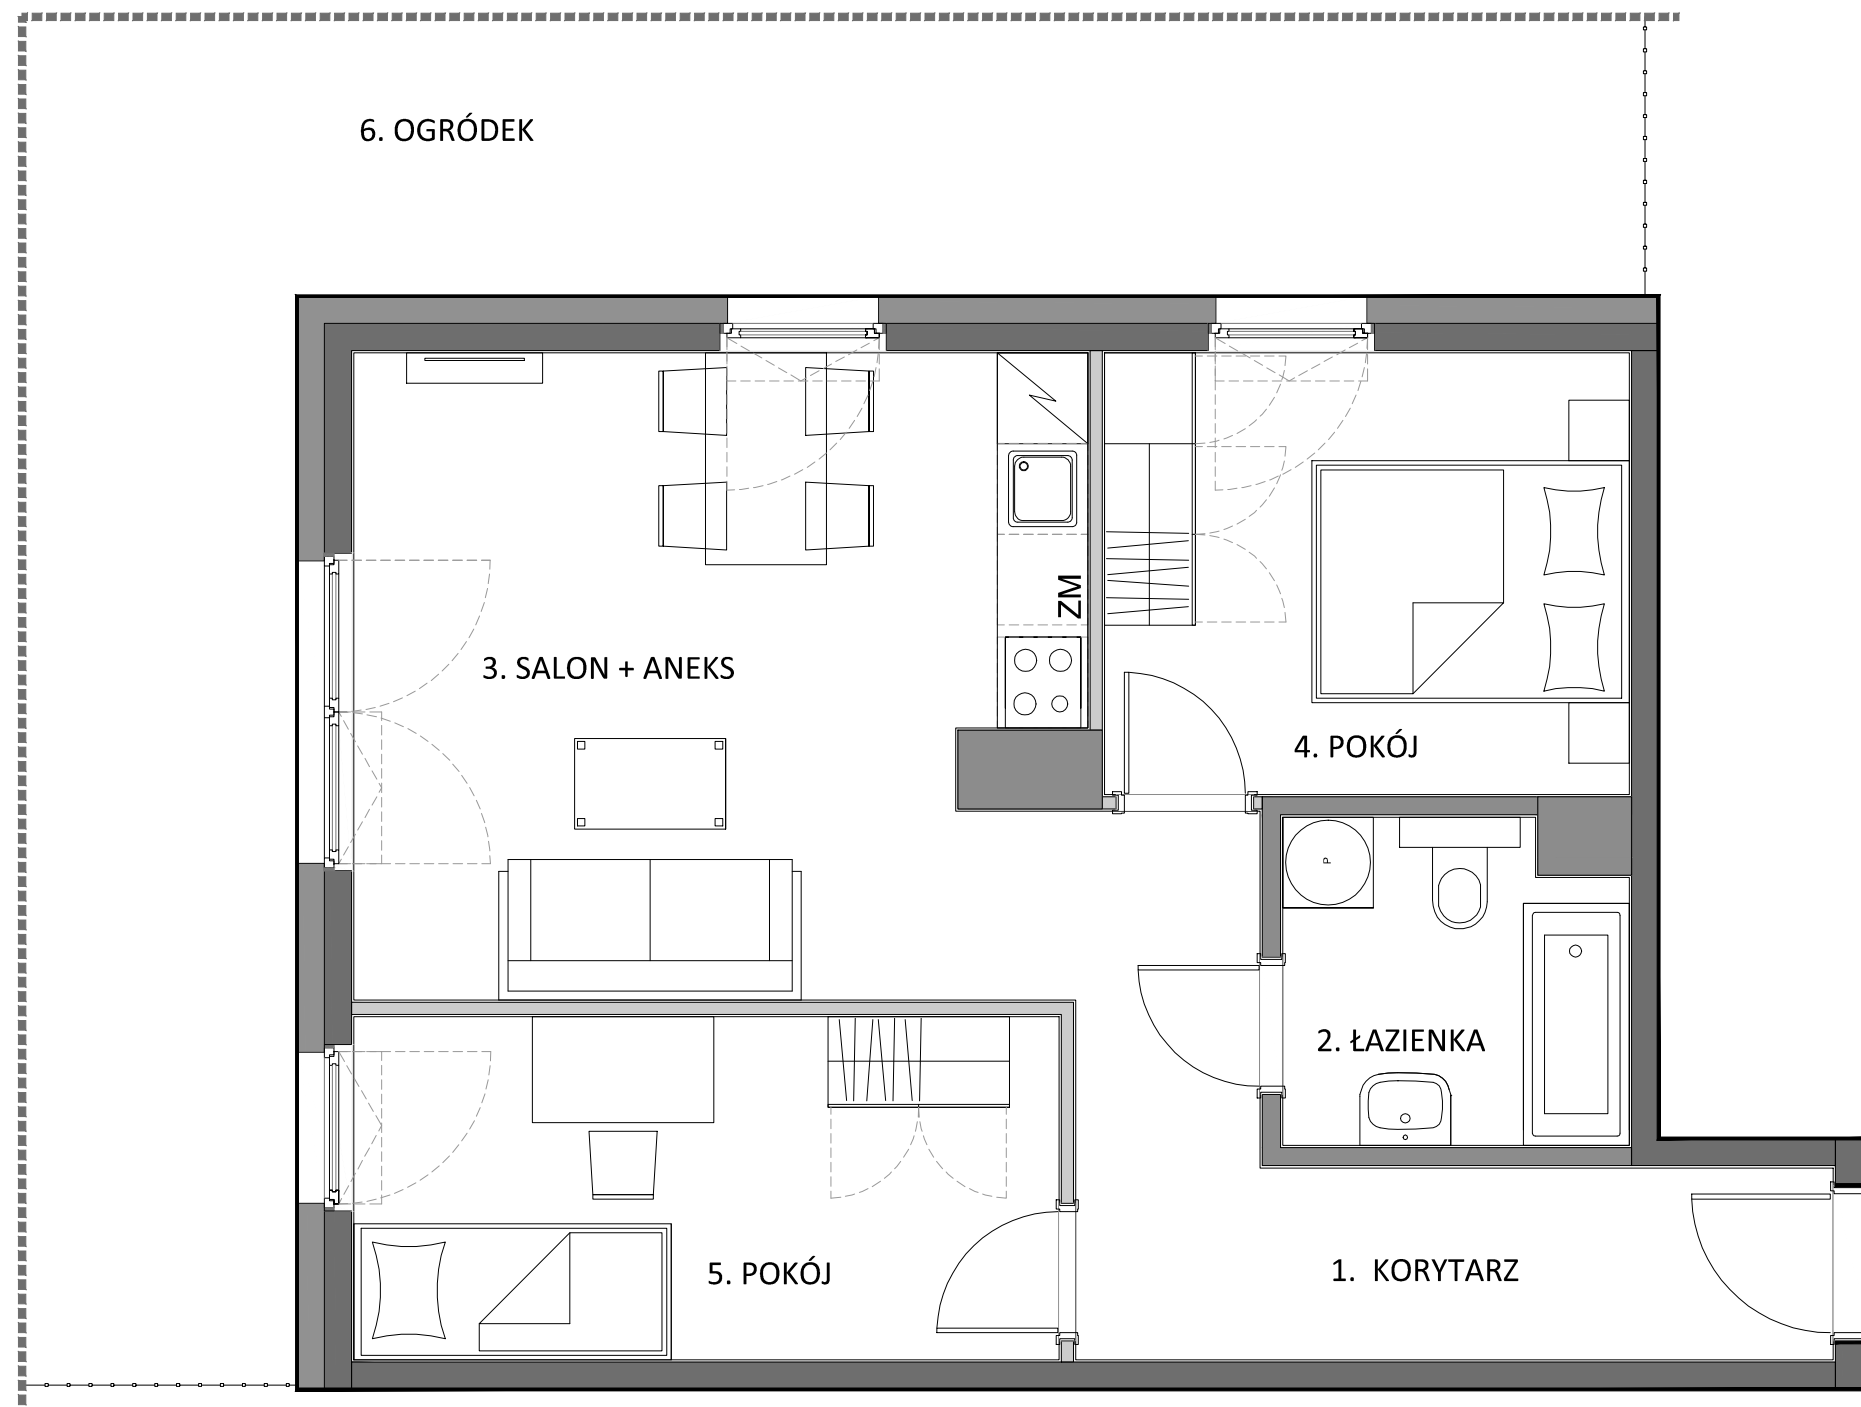 6. OGRÓDEK
ZM
3. SALON + ANEKS
4. POKÓJ
P
2. ŁAZIENKA
5. POKÓJ
1. KORYTARZ